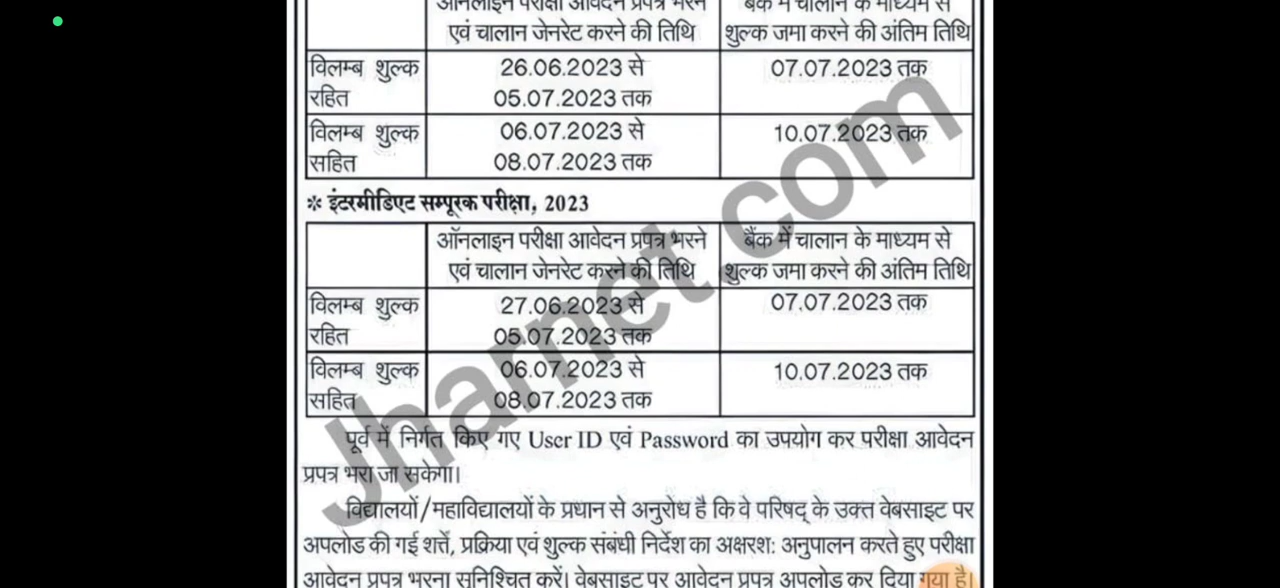 ऑनलाइन परीक्षा आवेदन प्रपत्र भरने
एवं चालान जेनरेट करने की तिथि
बैंक में चालान के माध्यम से
शुल्क जमा करने की अंतिम तिथि
विलम्ब शुल्क
रहित
26.06.2023 से
05.07.2023 तक
07.07.2023 तक
विलम्ब शुल्क
सहित
06.07.2023 से
08.07.2023 तक
10.07.2023 तक
* इंटरमीडिएट सम्पूरक परीक्षा, 2023
ऑनलाइन परीक्षा आवेदन प्रपत्र भरने
एवं चालान जेनरेट करने की तिथि
बैंक में चालान के माध्यम से
शुल्क जमा करने की अंतिम तिथि
विलम्ब शुल्क
रहित
27.06.2023 से
05.07.2023 तक
07.07.2023 तक
विलम्ब शुल्क
सहित
06.07.2023 से
08.07.2023 तक
10.07.2023 तक
पूर्व में निर्गत किए गए User ID एवं Password का उपयोग कर परीक्षा आवेदन
प्रपत्र भरा जा सकेगा।
विद्यालयों/महाविद्यालयों के प्रधान से अनुरोध है कि वे परिषद् के उक्त वेबसाइट पर
अपलोड की गई शर्त्तें, प्रक्रिया एवं शुल्क संबंधी निर्देश का अक्षरश: अनुपालन करते हुए परीक्षा
आवेदन प्रपत्र भरना सुनिश्चित करें। वेबसाइट पर आवेदन प्रपत्र अपलोड कर दिया गया है।
Jharnet.com